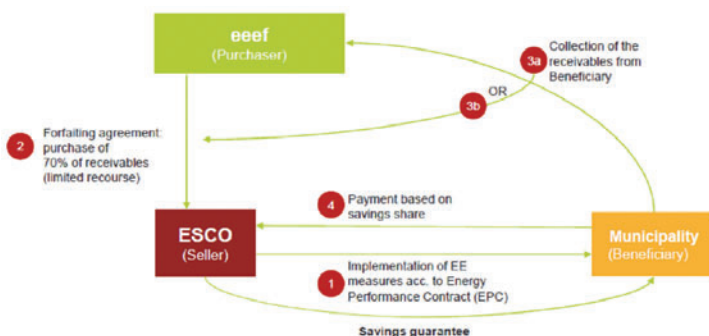 eeef
(Purchaser)
3a
Collection of the
receivables from
Beneficiary
OR
3b
2
Forfaiting agreement:
purchase of
70% of receivables
(limited recourse)
4
Payment based on
savings share
ESCO
(Seller)
Municipality
(Beneficiary)
1
Implementation of EE
measures acc. to Energy
Performance Contract (EPC)
Savings guarantee